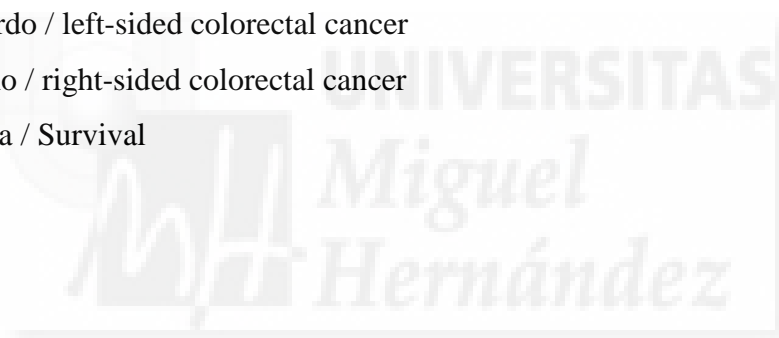 rdo / left-sided colorectal cancer
o / right-sided colorectal cancer
a / Survival
UNIVERSITAS
Miguel
Hernández